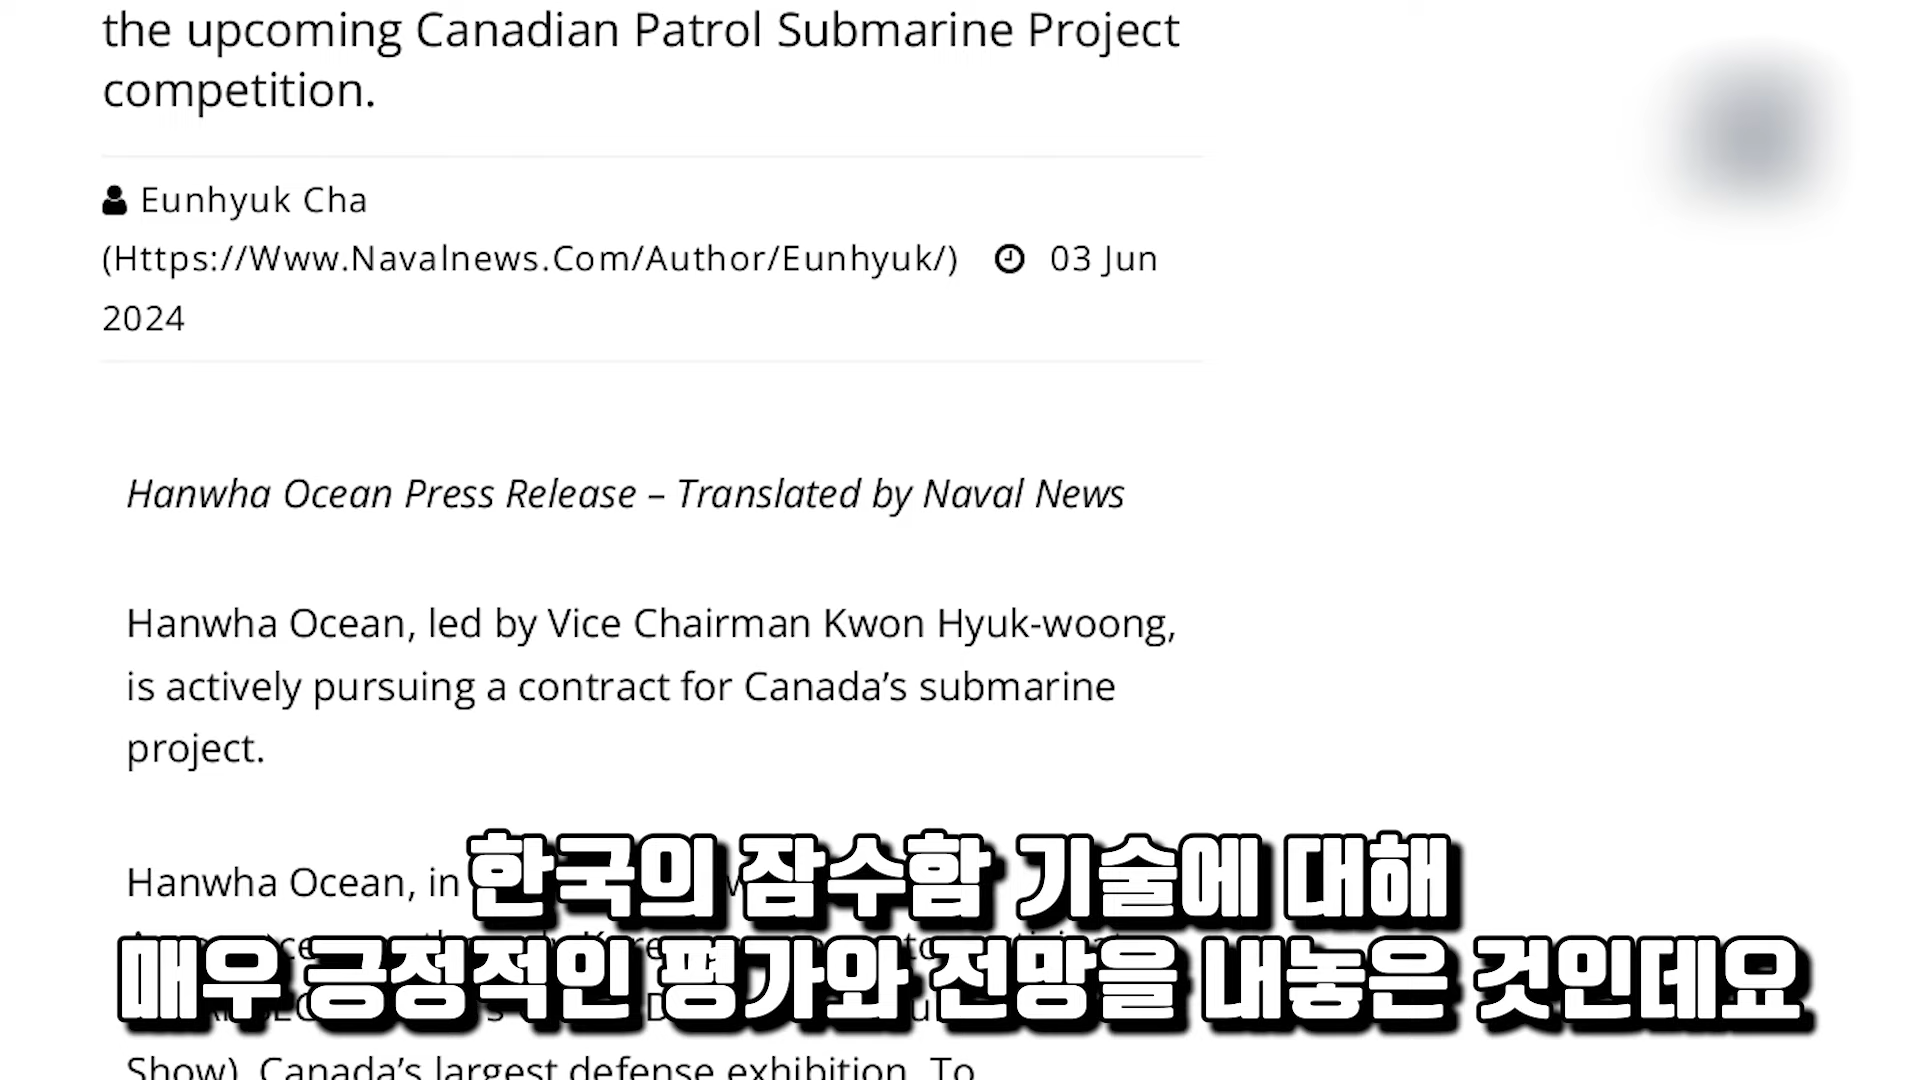 the upcoming Canadian Patrol Submarine Project
competition.
Eunhyuk Cha
(Https://Www.Navalnews.Com/Author/Eunhyuk/) 03 Jun
2024
Hanwha Ocean Press Release – Translated by Naval News
Hanwha Ocean, led by Vice Chairman Kwon Hyuk-woong,
is actively pursuing a contract for Canada’s submarine
project.
Hanwha Ocean, in
한국의 잠수함 기술에 대해
매우 긍정적인 평가와 전망을 내놓은 것인데요
Show), Canada’s largest defense exhibition. To